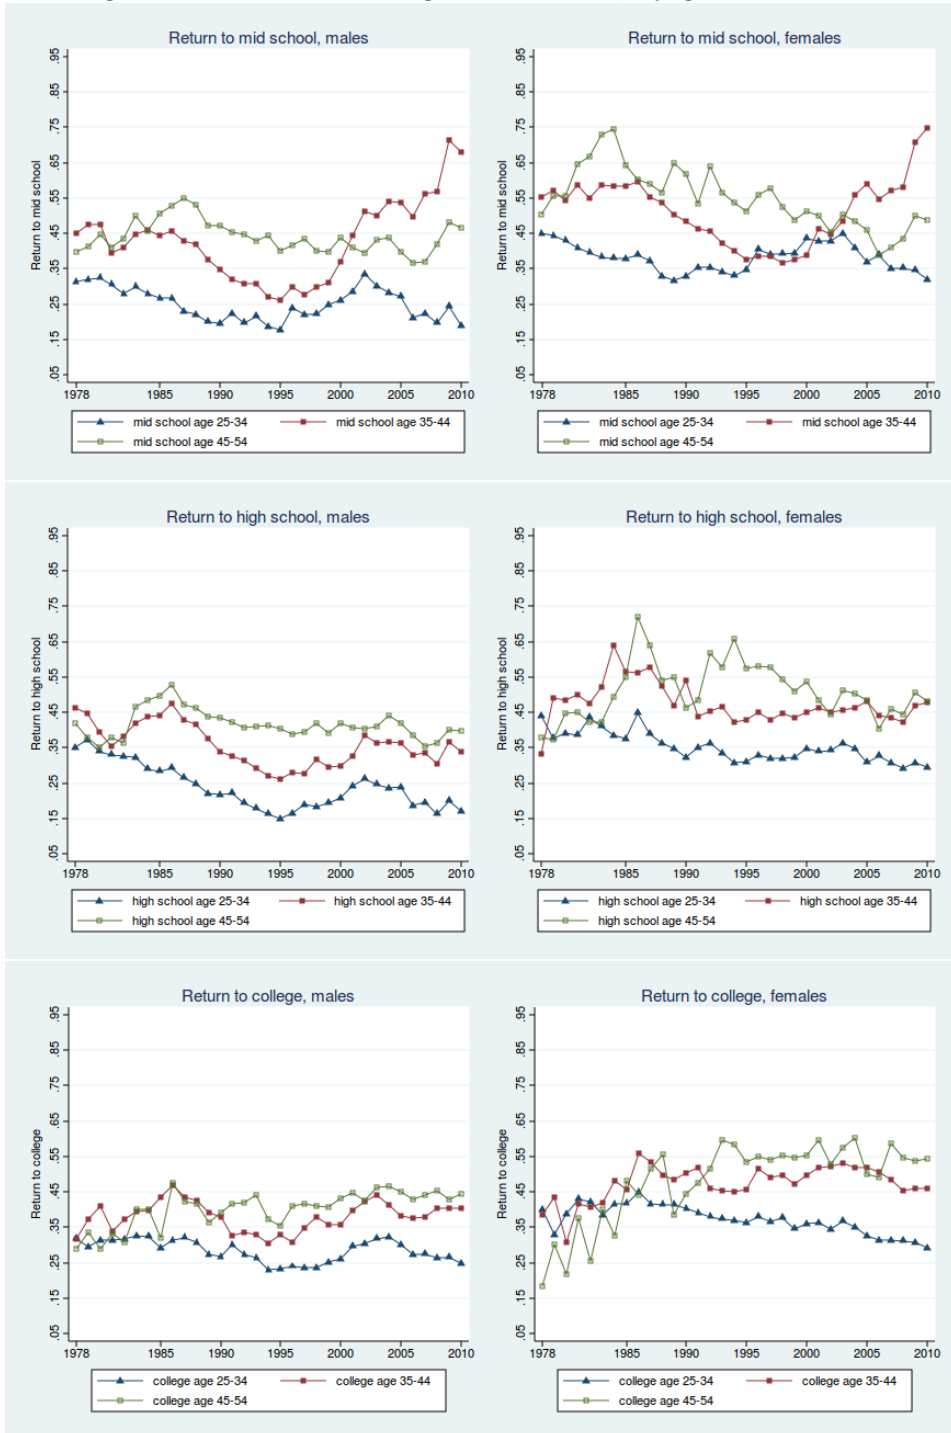 Return to mid school, males
Return to mid school
.95
.85
.75
.65
.55
.45
.35
.25
.15
.05
1978 1985 1990 1995 2000 2005 2010
mid school age 25-34 mid school age 35-44
mid school age 45-54
Return to mid school, females
Return to mid school
.95
.85
.75
.65
.55
.45
.35
.25
.15
.05
1978 1985 1990 1995 2000 2005 2010
mid school age 25-34 mid school age 35-44
mid school age 45-54
Return to high school, males
Return to high school
.95
.85
.75
.65
.55
.45
.35
.25
.15
.05
1978 1985 1990 1995 2000 2005 2010
high school age 25-34 high school age 35-44
high school age 45-54
Return to high school, females
Return to high school
.95
.85
.75
.65
.55
.45
.35
.25
.15
.05
1978 1985 1990 1995 2000 2005 2010
high school age 25-34 high school age 35-44
high school age 45-54
Return to college, males
Return to college
.95
.85
.75
.65
.55
.45
.35
.25
.15
.05
1978 1985 1990 1995 2000 2005 2010
college age 25-34 college age 35-44
college age 45-54
Return to college, females
Return to college
.95
.85
.75
.65
.55
.45
.35
.25
.15
.05
1978 1985 1990 1995 2000 2005 2010
college age 25-34 college age 35-44
college age 45-54